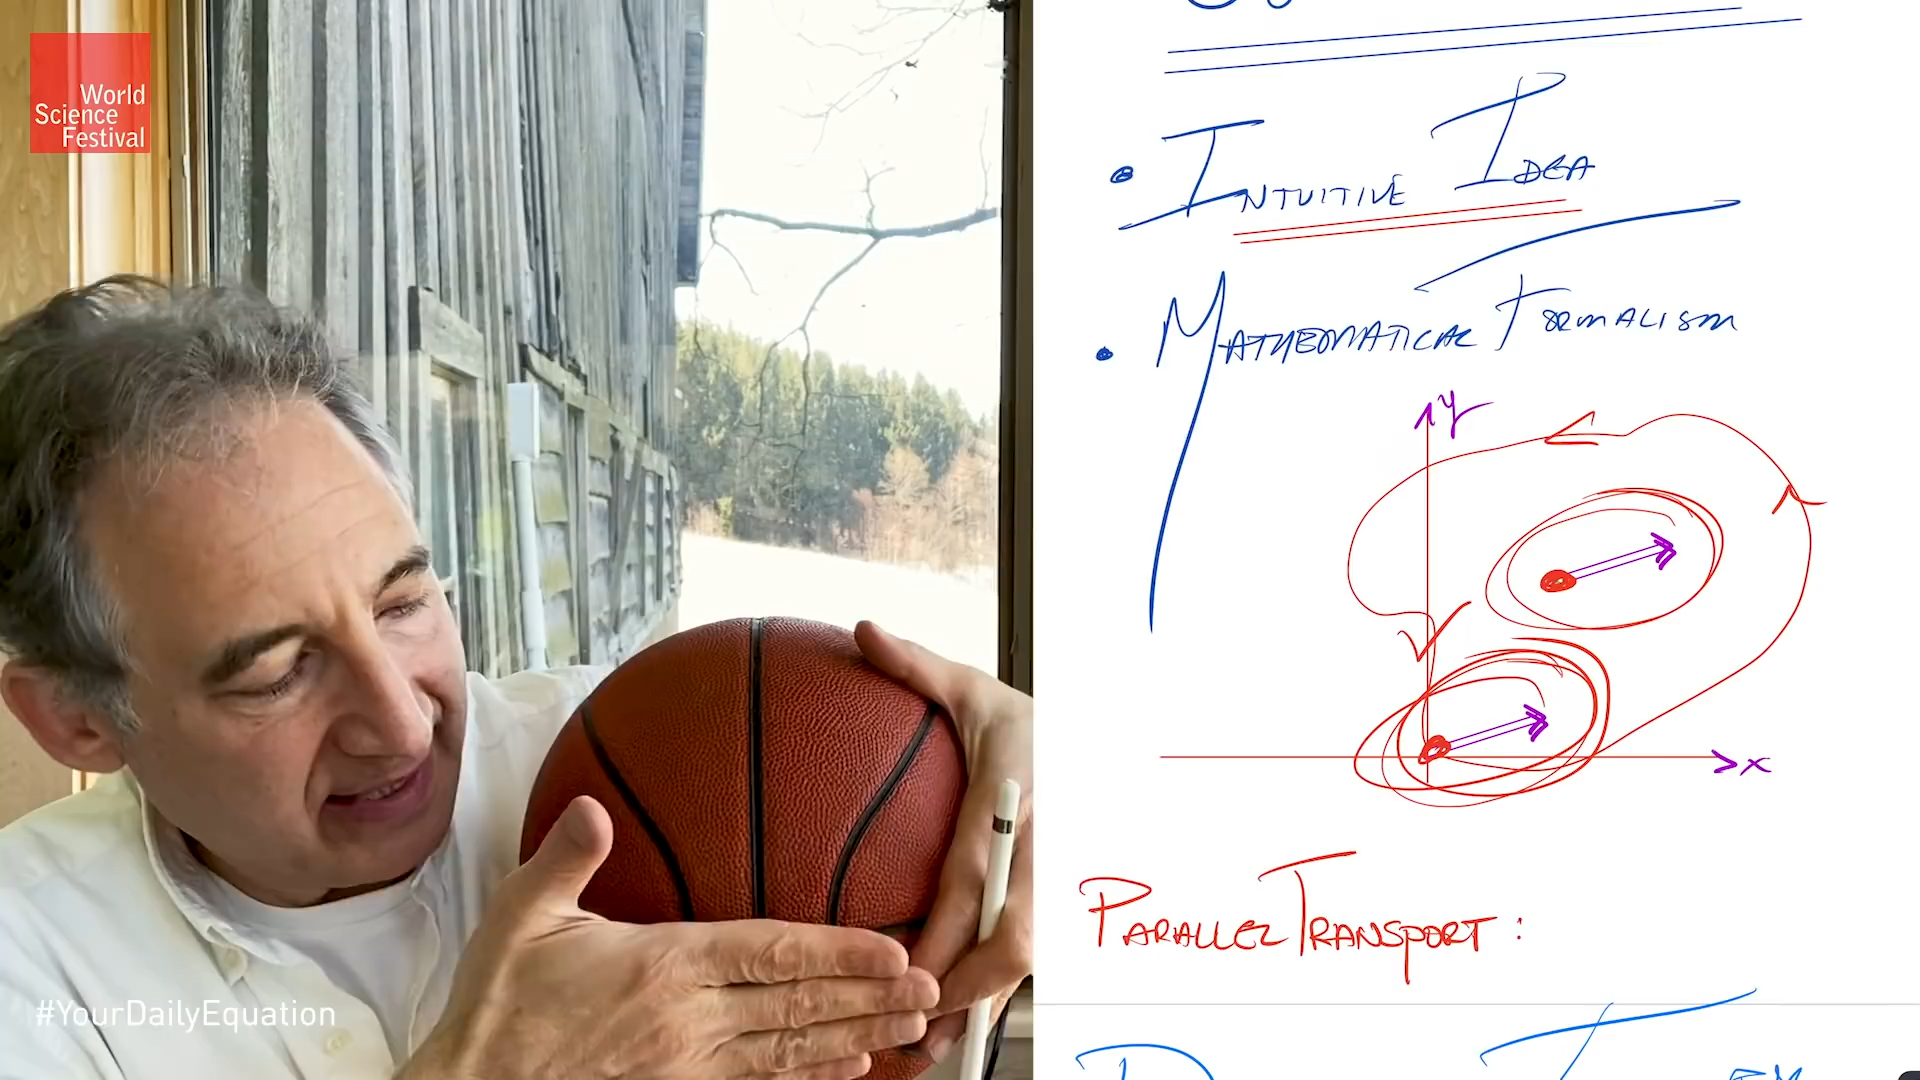 World
Science
Festival
• INTUITIVE IDEA
• MATHEMATICAL FORMALISM
y
x
PARALLEL TRANSPORT:
#YourDailyEquation